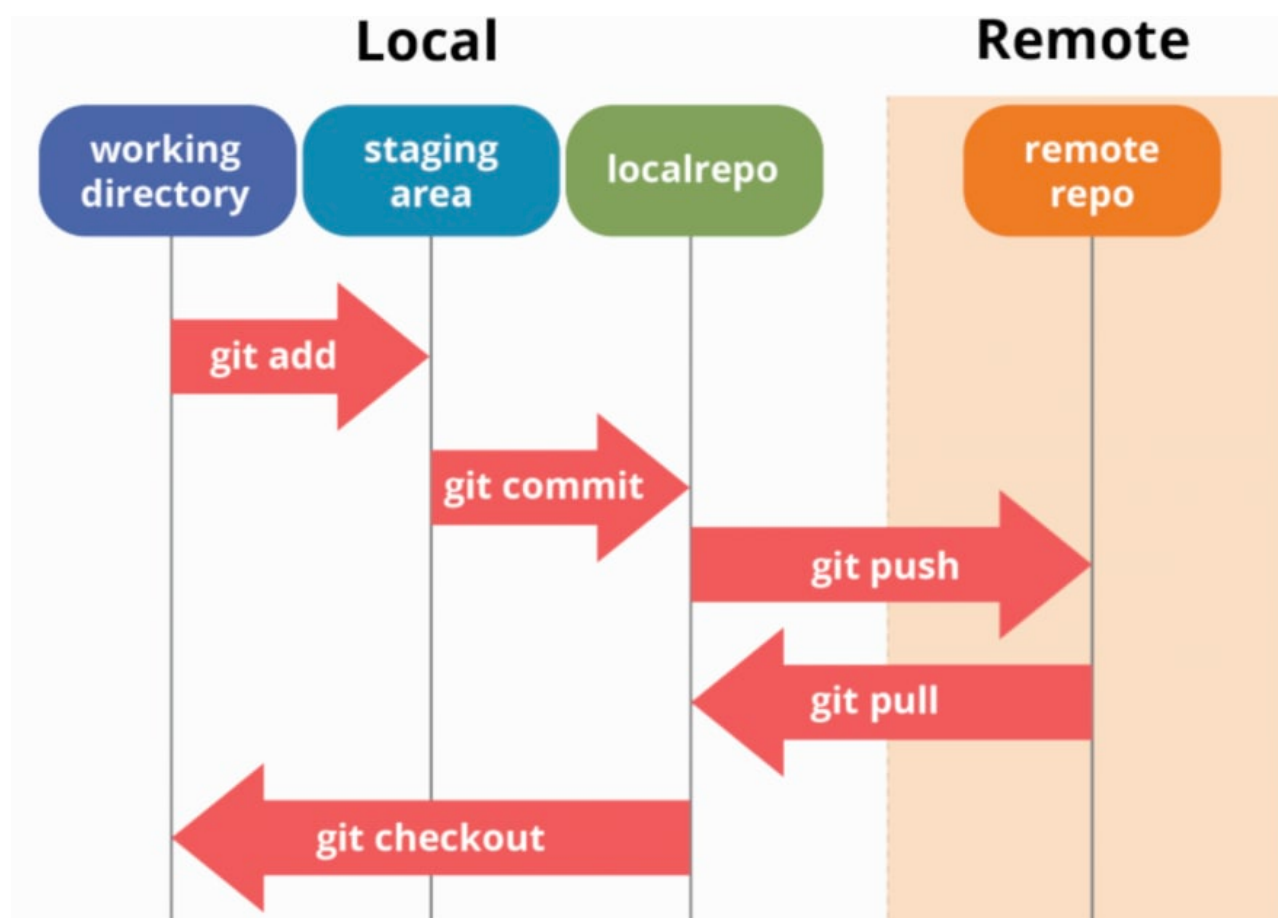 Local
Remote
working
directory
staging
area
localrepo
remote
repo
git add
git commit
git push
git pull
git checkout